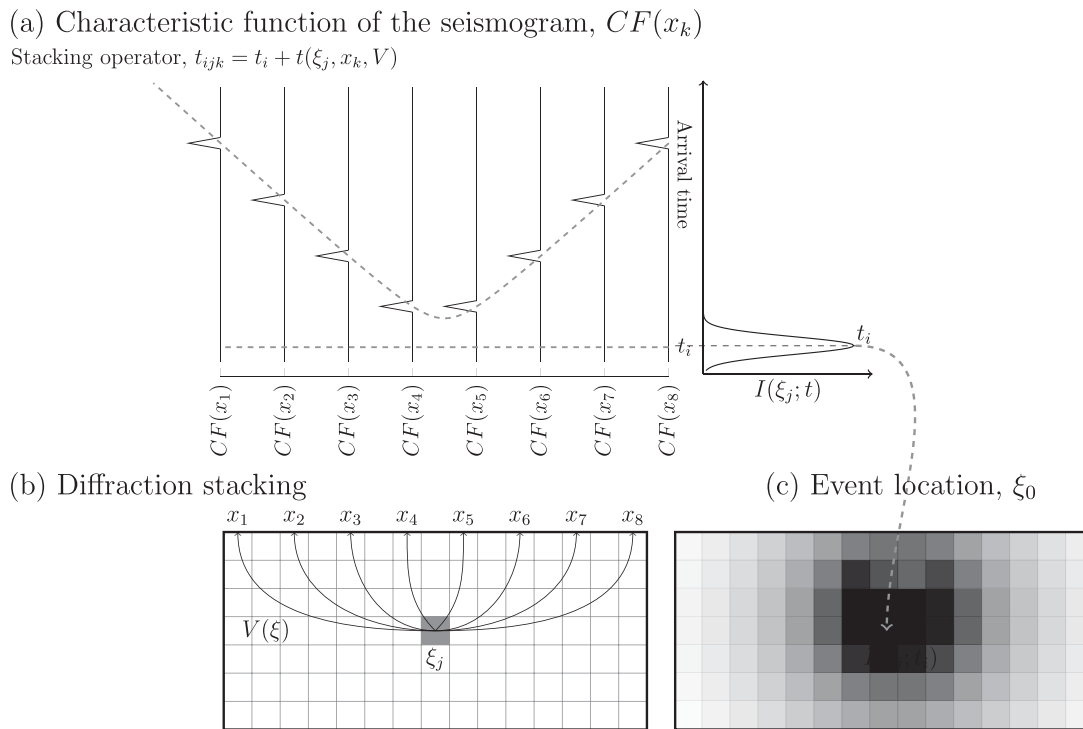 (a) Characteristic function of the seismogram, CF(x_k)
Stacking operator, t_{ijk} = t_i + t(ξ_j, x_k, V)
Arrival time
t_i
t_i
I(ξ_j; t)
CF(x_1)
CF(x_2)
CF(x_3)
CF(x_4)
CF(x_5)
CF(x_6)
CF(x_7)
CF(x_8)
(b) Diffraction stacking
x_1 x_2 x_3 x_4 x_5 x_6 x_7 x_8
V(ξ)
ξ_j
(c) Event location, ξ_0